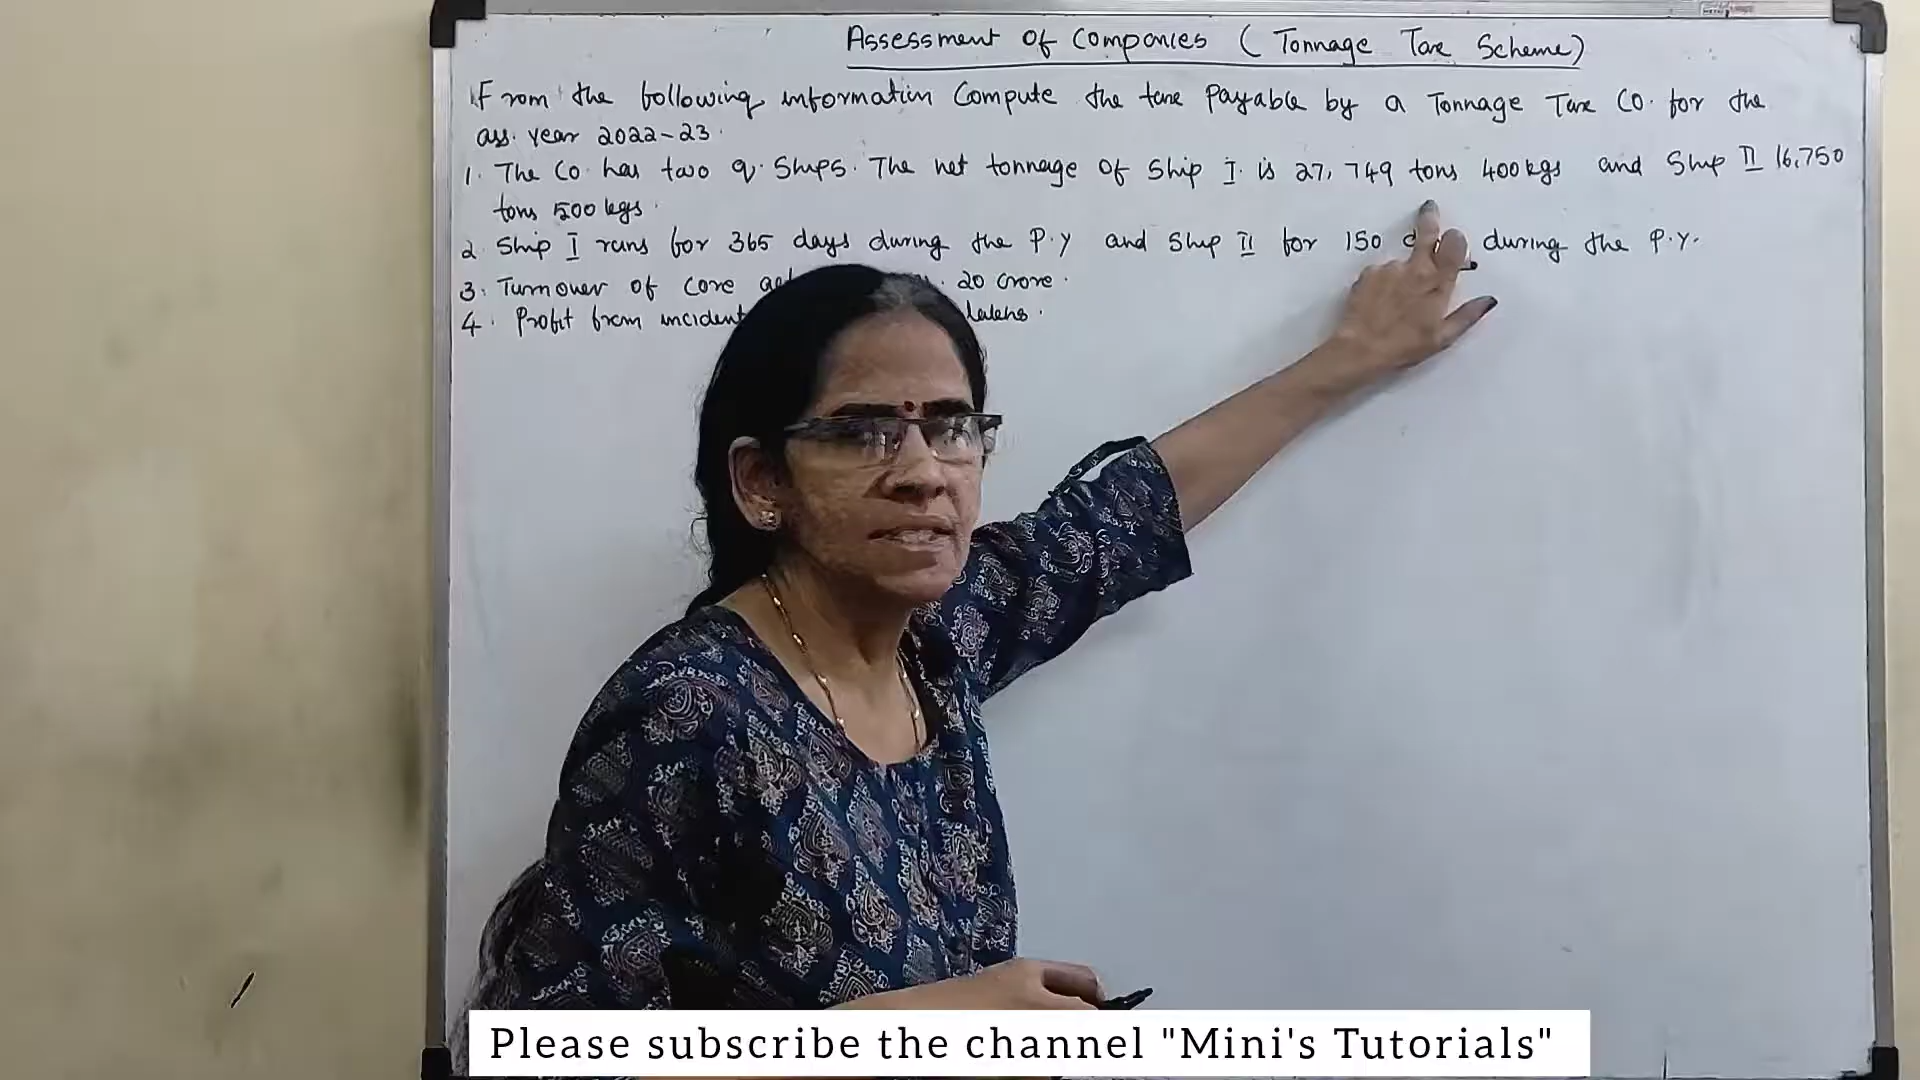 Assessment of Companies (Tonnage Tax Scheme)
From the following information Compute the tax Payable by a Tonnage Tax Co. for the
ass. year 2022-23.
1. The Co. has two q. Ships. The net tonnage of Ship I is 27,749 tons 400 kgs and Ship II 16,750
tons 500 kgs.
2. Ship I runs for 365 days during the P.Y and Ship II for 150 during the P.Y.
3. Turnover of Core 20 crore.
4. Profit from lakhs.
Please subscribe the channel "Mini's Tutorials"